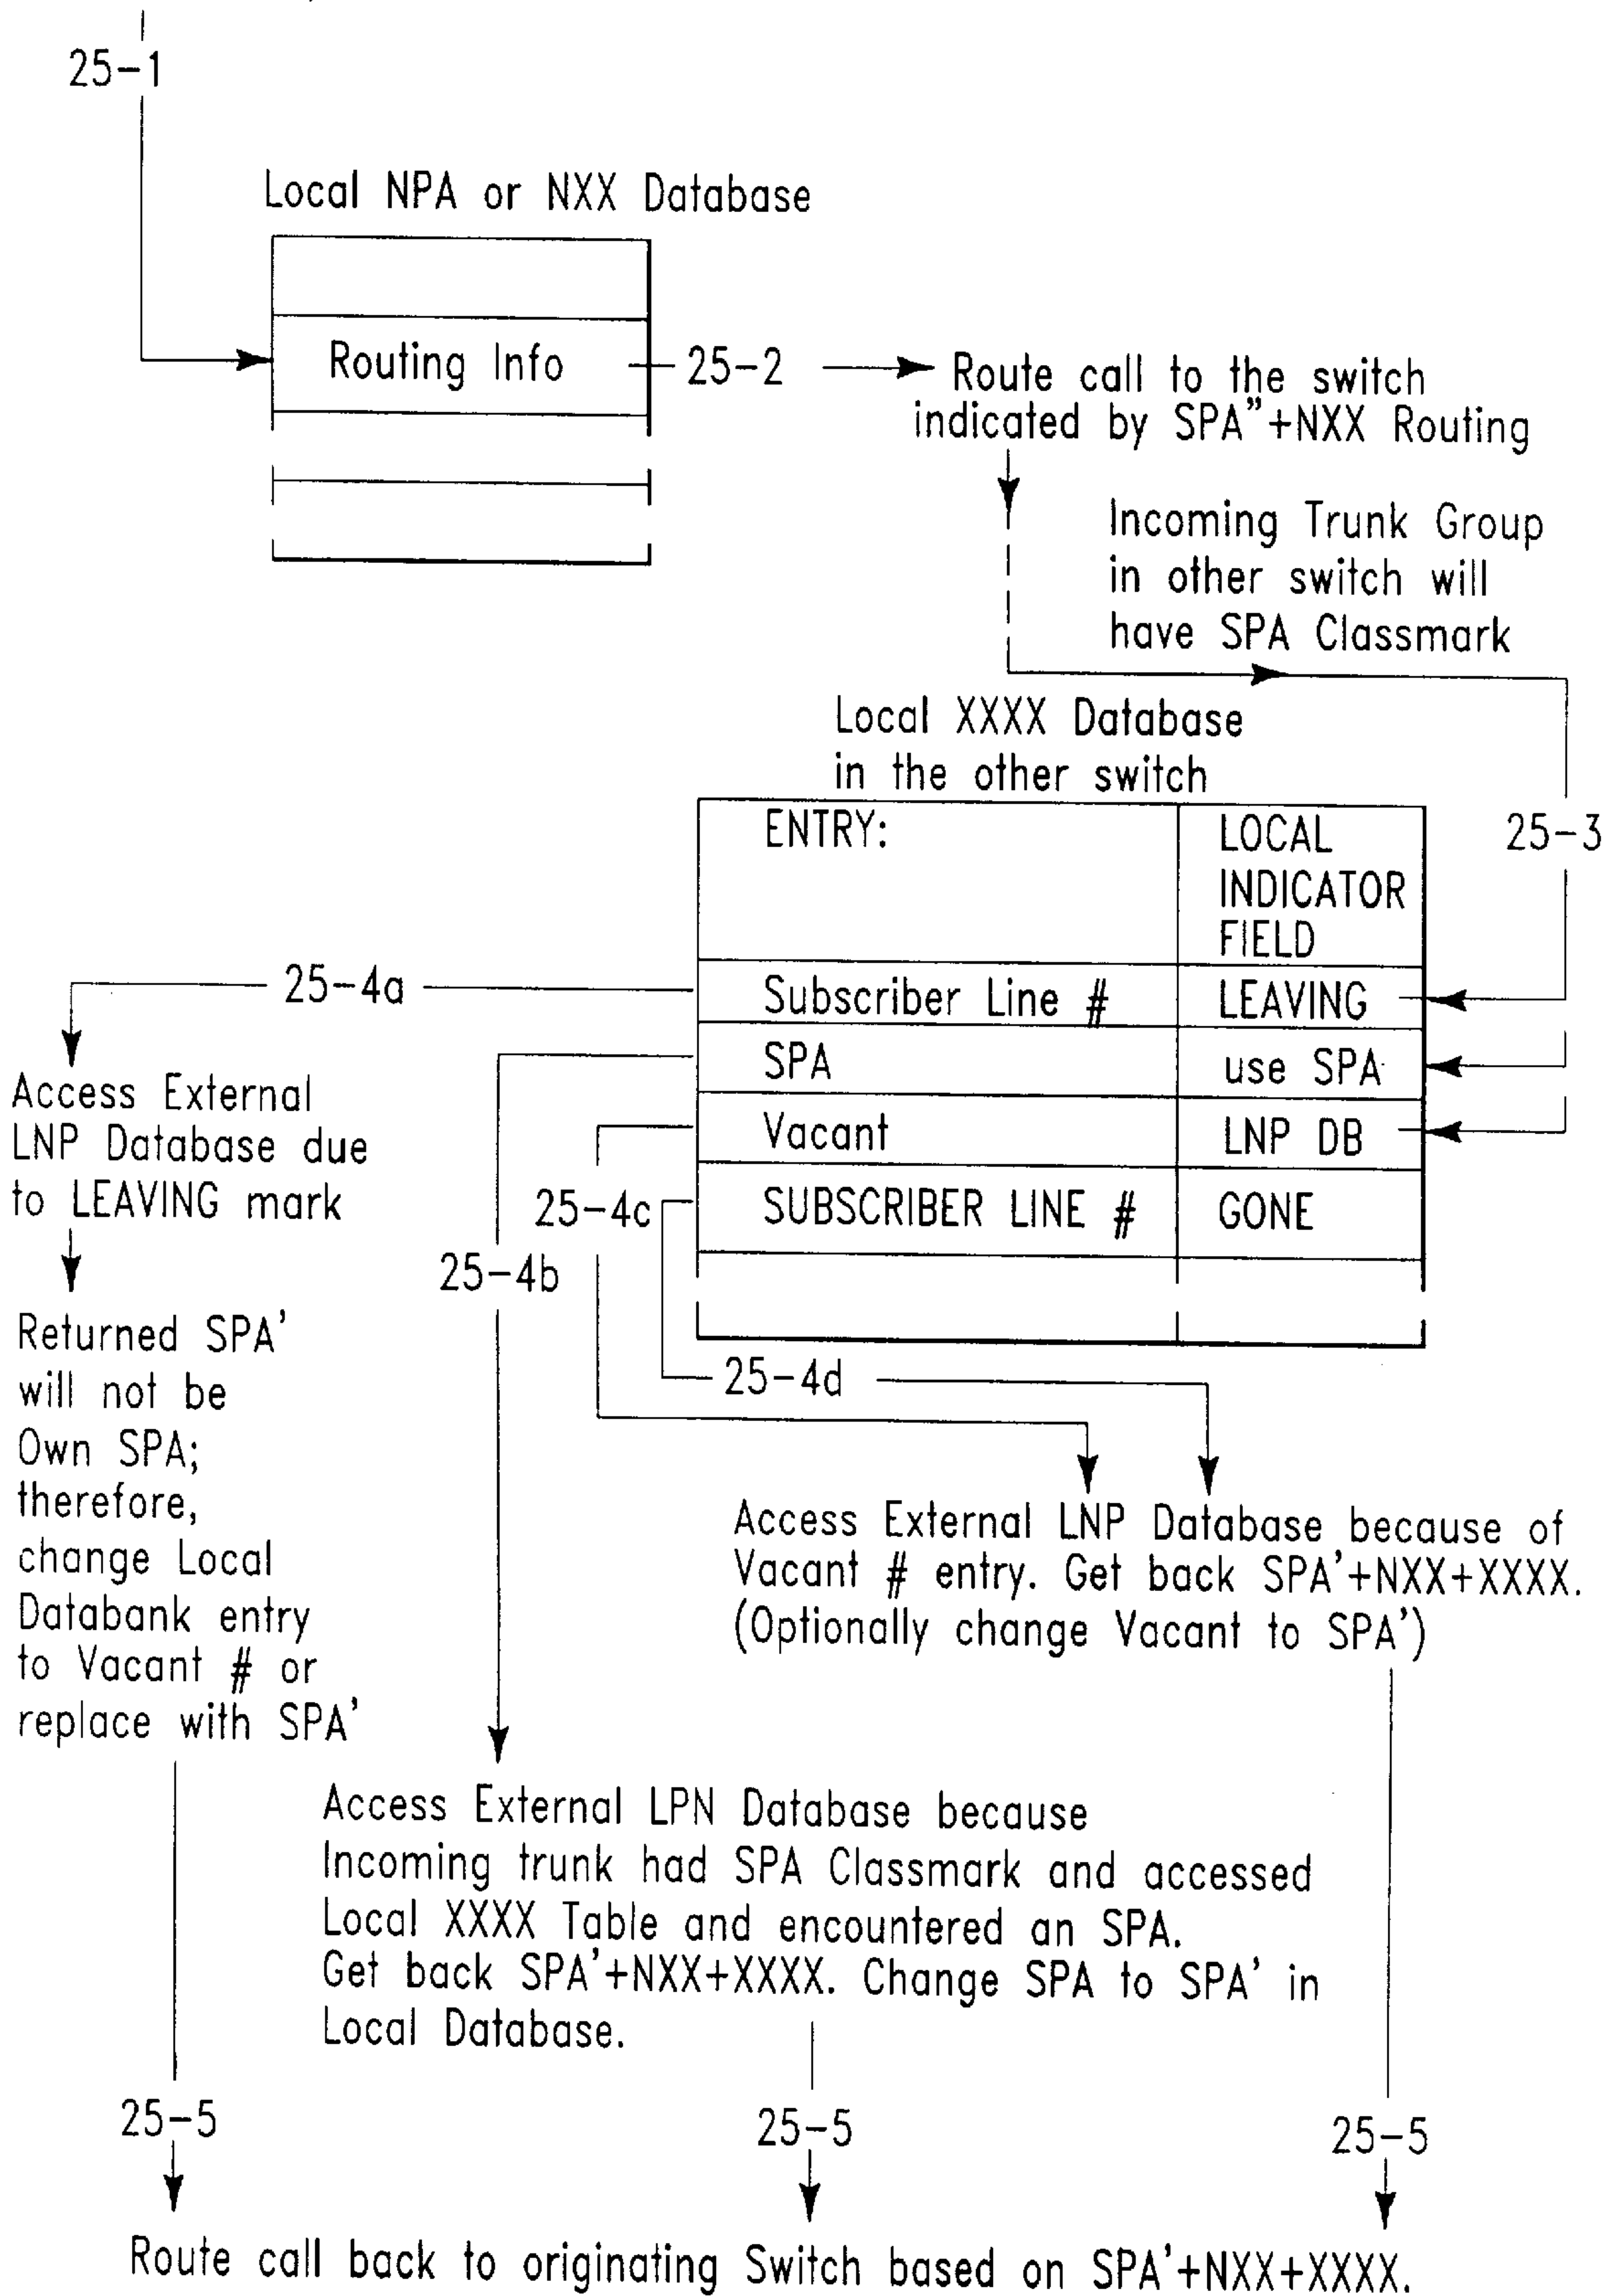 25-1
Local NPA or NXX Database
Routing Info
25-2
Route call to the switch
indicated by SPA"+NXX Routing
Incoming Trunk Group
in other switch will
have SPA Classmark
25-3
Local XXXX Database
in the other switch
ENTRY:
LOCAL
INDICATOR
FIELD
Subscriber Line #
LEAVING
SPA
use SPA
Vacant
LNP DB
SUBSCRIBER LINE #
GONE
25-4a
Access External
LNP Database due
to LEAVING mark
Returned SPA'
will not be
Own SPA;
therefore,
change Local
Databank entry
to Vacant # or
replace with SPA'
25-4c
25-4b
25-4d
Access External LNP Database because of
Vacant # entry. Get back SPA'+NXX+XXXX.
(Optionally change Vacant to SPA')
Access External LPN Database because
Incoming trunk had SPA Classmark and accessed
Local XXXX Table and encountered an SPA.
Get back SPA'+NXX+XXXX. Change SPA to SPA' in
Local Database.
25-5
25-5
25-5
Route call back to originating Switch based on SPA'+NXX+XXXX.